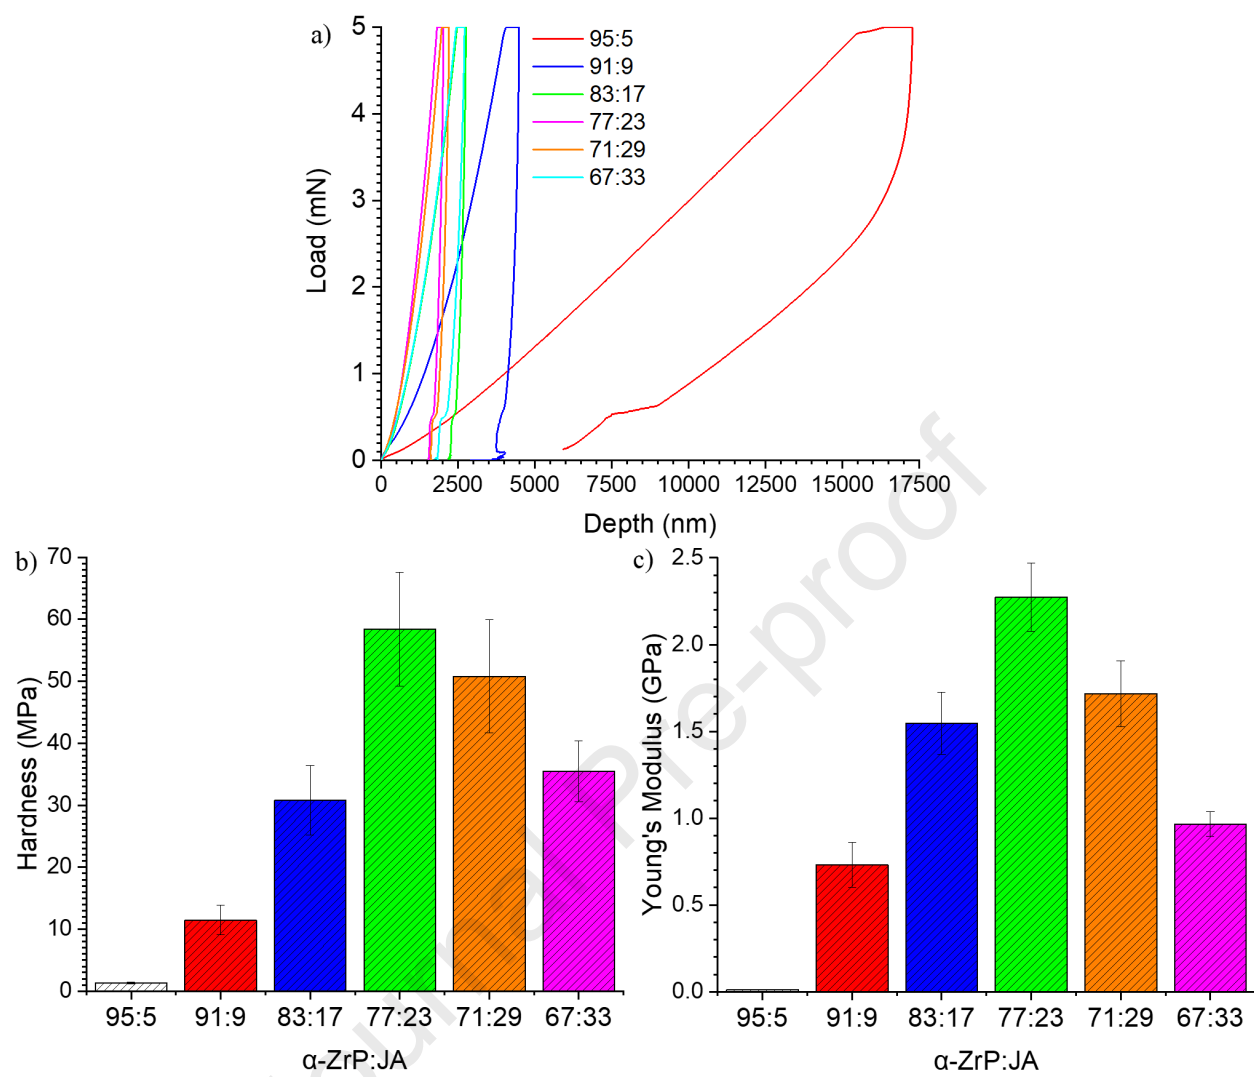 a)
95:5
91:9
83:17
77:23
71:29
67:33
Load (mN)
5
4
3
2
1
0
0 2500 5000 7500 10000 12500 15000 17500
Depth (nm)
b)
Hardness (MPa)
70
60
50
40
30
20
10
0
95:5 91:9 83:17 77:23 71:29 67:33
α-ZrP:JA
c)
Young's Modulus (GPa)
2.5
2.0
1.5
1.0
0.5
0.0
95:5 91:9 83:17 77:23 71:29 67:33
α-ZrP:JA
urnal Pre-proof